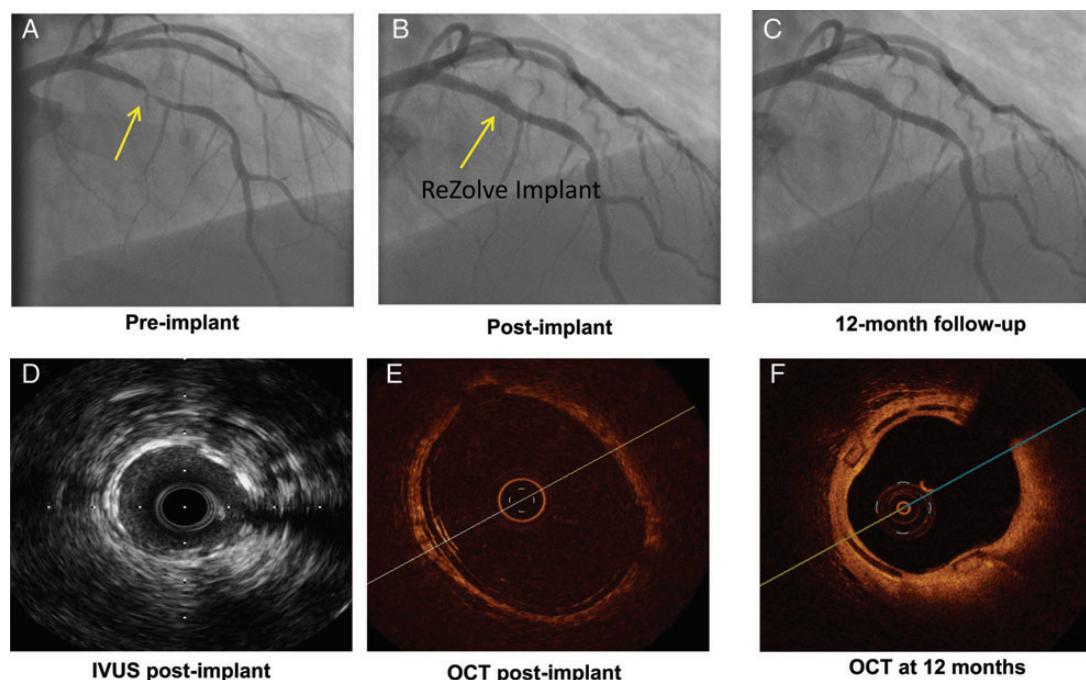 A
B
C
ReZolve Implant
Pre-implant
Post-implant
12-month follow-up
D
E
F
IVUS post-implant
OCT post-implant
OCT at 12 months